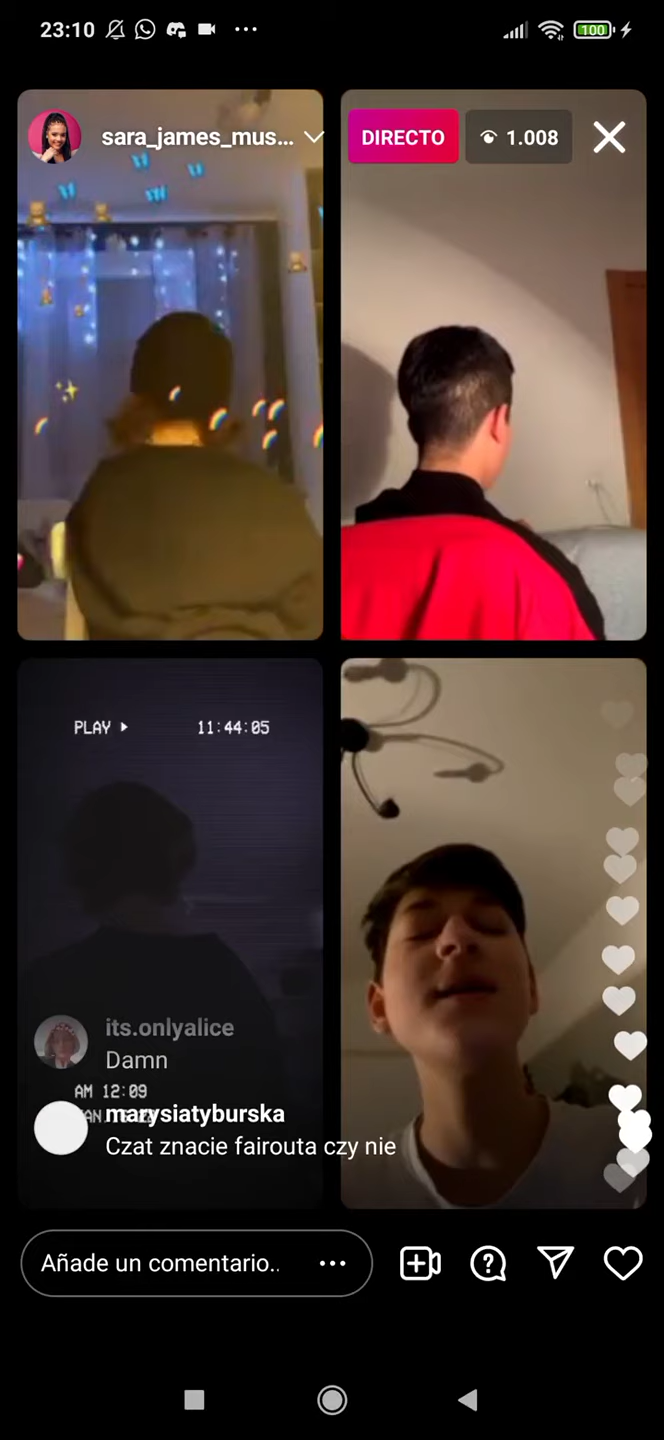 23:10
100
sara_james_mus...
DIRECTO
1.008
PLAY
11:44:05
its.onlyalice
Damn
AM 12:09
marysiatyburska
Czat znacie fairouta czy nie
Añade un comentario..